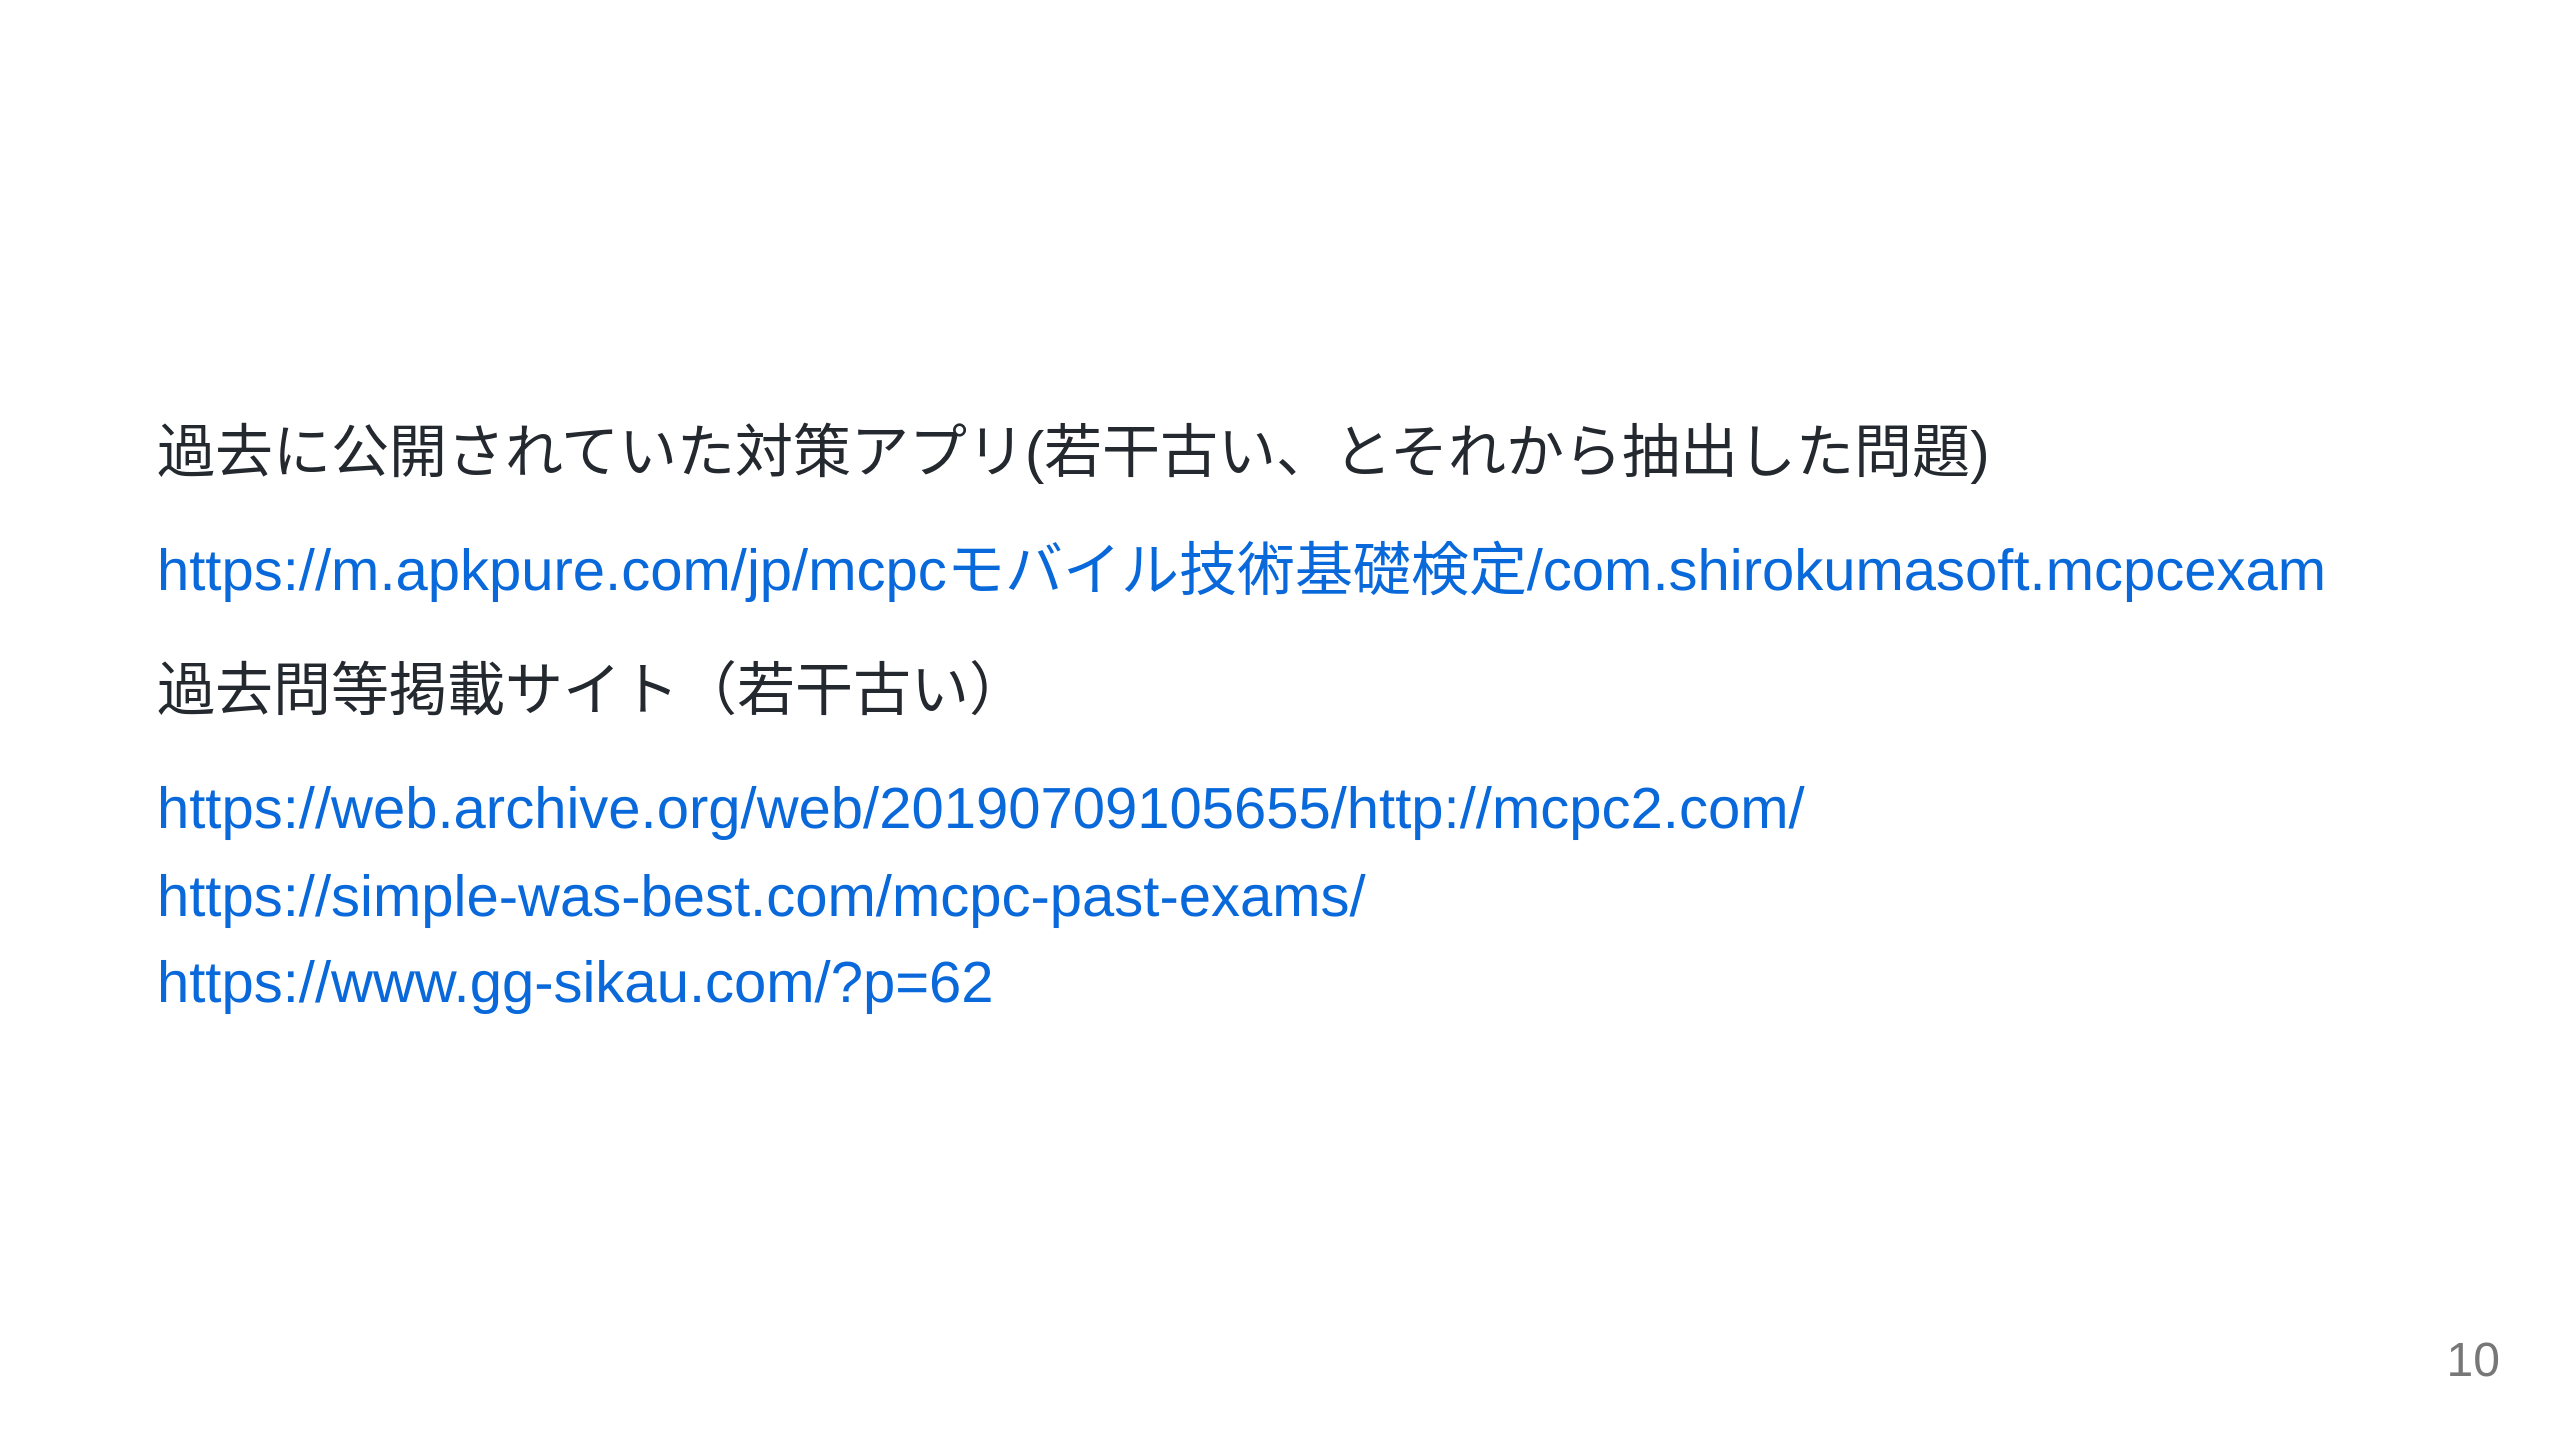 過去に公開されていた対策アプリ(若干古い、とそれから抽出した問題)
https://m.apkpure.com/jp/mcpcモバイル技術基礎検定/com.shirokumasoft.mcpcexam
過去問等掲載サイト（若干古い）
https://web.archive.org/web/20190709105655/http://mcpc2.com/
https://simple-was-best.com/mcpc-past-exams/
https://www.gg-sikau.com/?p=62
10